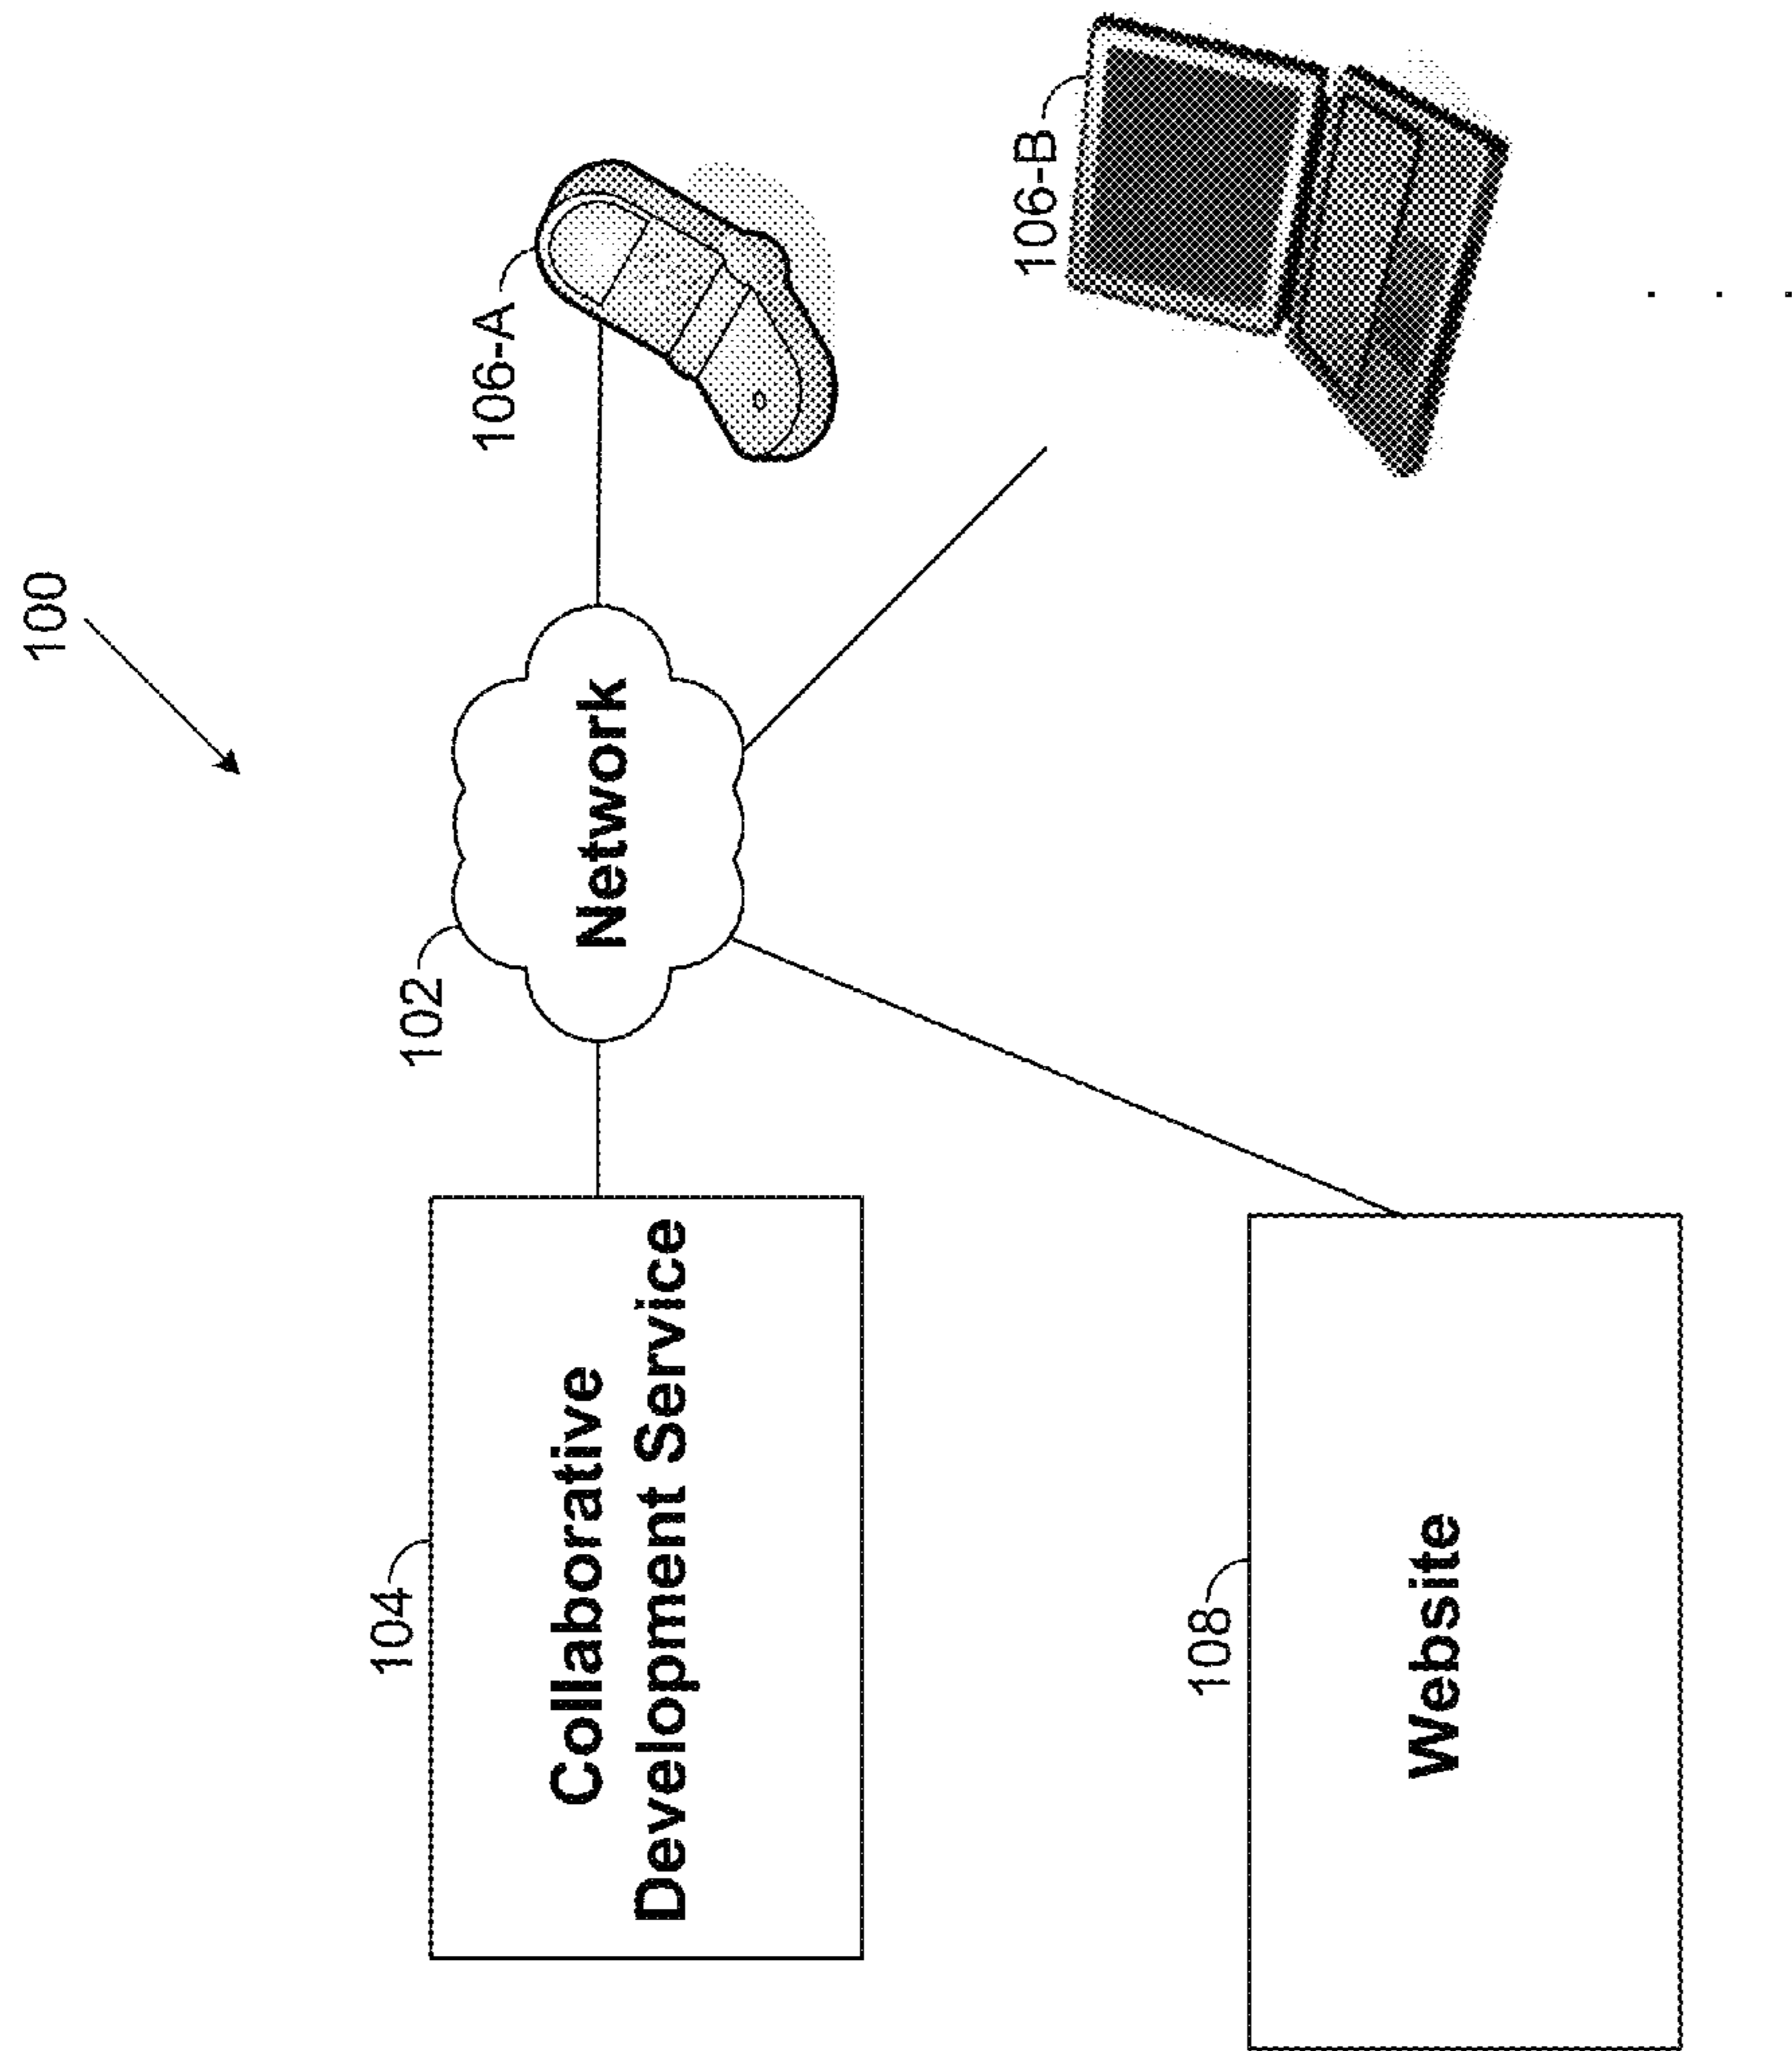 100
102
Network
106-A
104
Collaborative
Development Service
106-B
108
Website
. . .